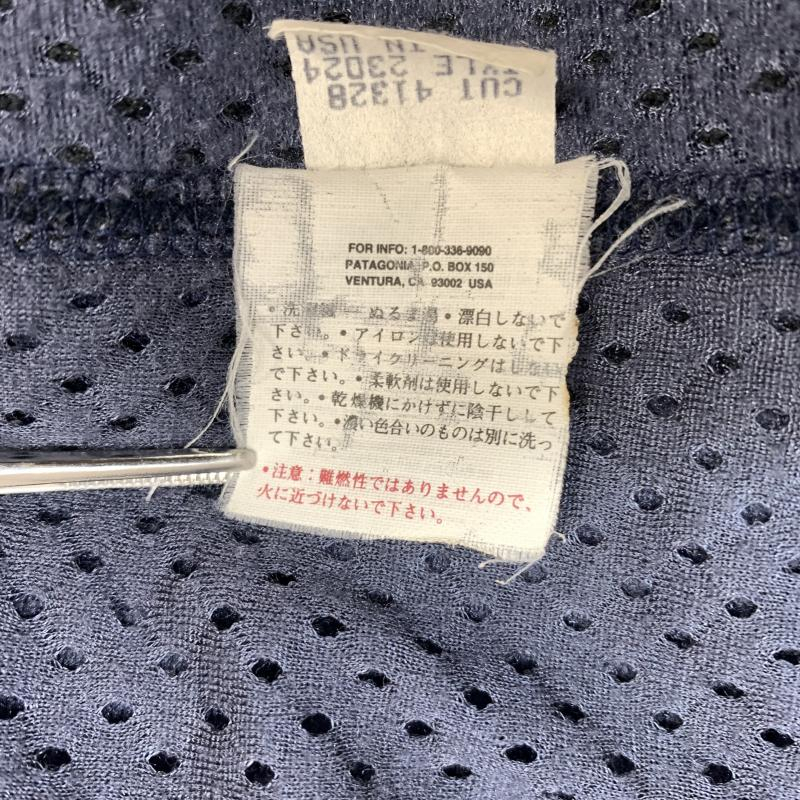 CUT 41328
STYLE 23024
IN USA
FOR INFO: 1-800-336-9090
PATAGONIA P.O. BOX 150
VENTURA, CA 93002 USA
• 洗 ぬるま湯 • 漂白しないで
下さい。• アイロンは使用しないで下
さい。• ドライクリーニングはしない
で下さい。• 柔軟剤は使用しないで下
さい。• 乾燥機にかけずに陰干しして
下さい。• 濃い色合いのものは別に洗っ
て下さい。
• 注意：難燃性ではありませんので、
火に近づけないで下さい。